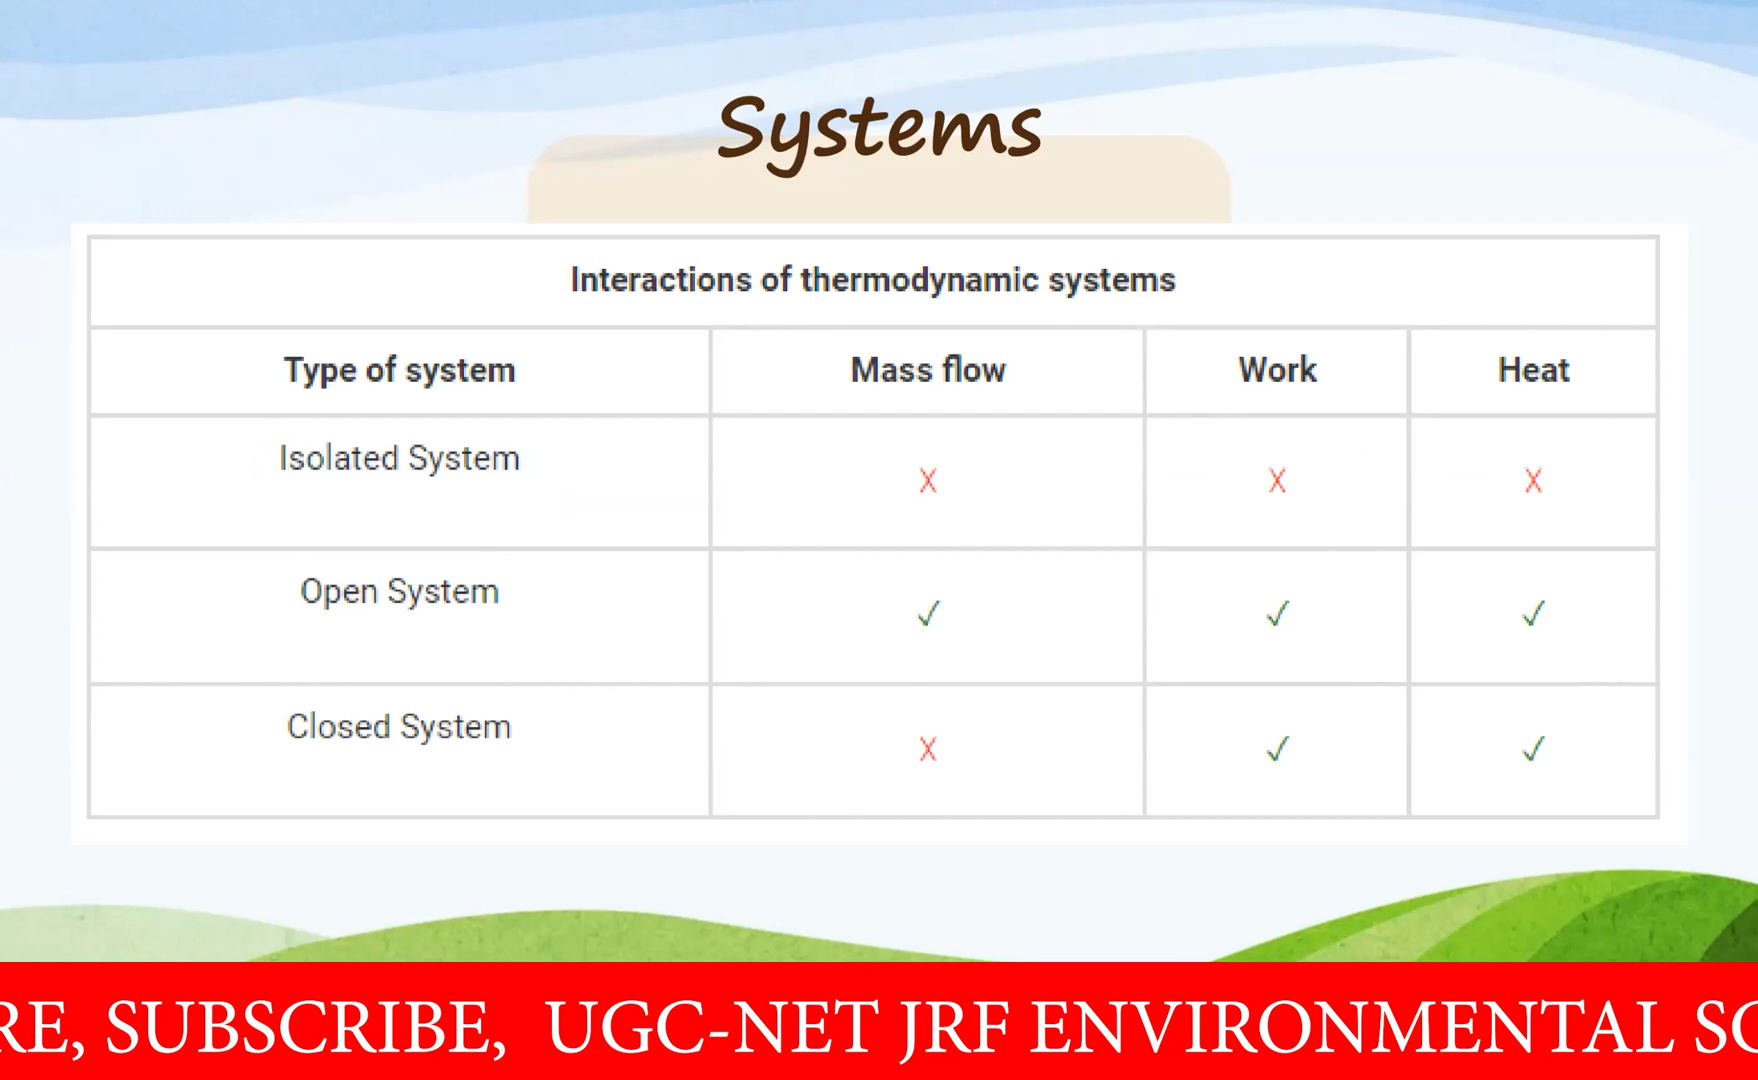 Systems
Interactions of thermodynamic systems
Type of system Mass flow Work Heat
Isolated System X X X
Open System ✓ ✓ ✓
Closed System X ✓ ✓
RE, SUBSCRIBE, UGC-NET JRF ENVIRONMENTAL SC